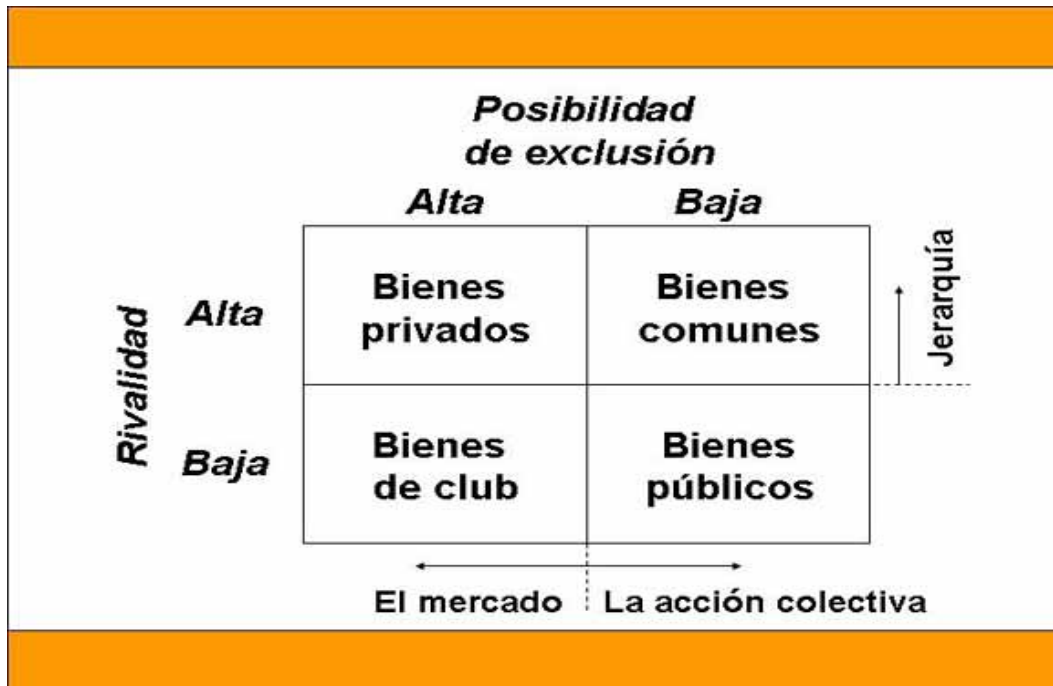 Posibilidad
de exclusión
Alta Baja
Rivalidad
Alta
Bienes
privados
Bienes
comunes
Jerarquía
Baja
Bienes
de club
Bienes
públicos
El mercado La acción colectiva